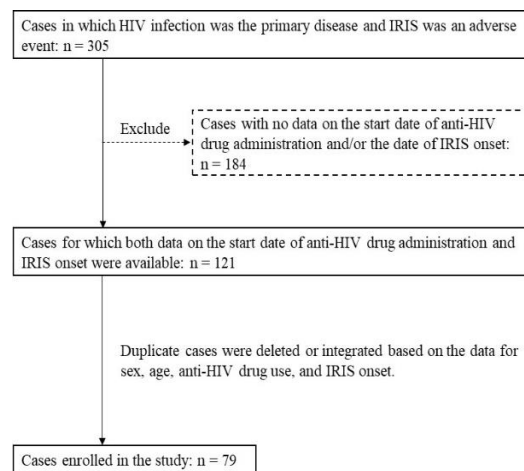 Cases in which HIV infection was the primary disease and IRIS was an adverse
event: n = 305
Exclude
Cases with no data on the start date of anti-HIV
drug administration and/or the date of IRIS onset:
n = 184
Cases for which both data on the start date of anti-HIV drug administration and
IRIS onset were available: n = 121
Duplicate cases were deleted or integrated based on the data for
sex, age, anti-HIV drug use, and IRIS onset.
Cases enrolled in the study: n = 79